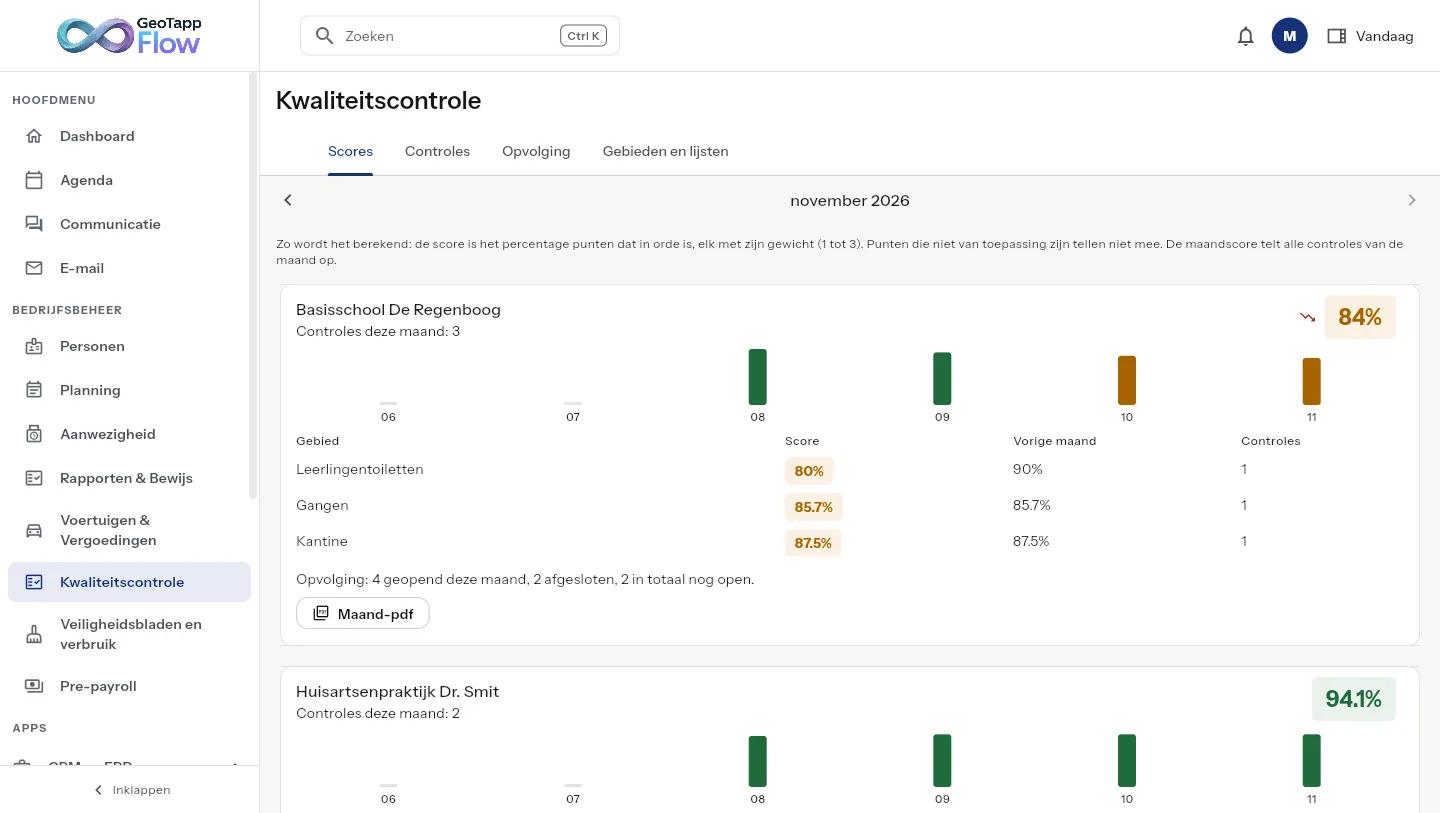 GeoTapp
Flow
Zoeken
Ctrl K
M
Vandaag
HOOFDMENU
Dashboard
Agenda
Communicatie
E-mail
BEDRIJFSBEHEER
Personen
Planning
Aanwezigheid
Rapporten & Bewijs
Voertuigen &
Vergoedingen
Kwaliteitscontrole
Veiligheidsbladen en
verbruik
Pre-payroll
APPS
Inklappen
Kwaliteitscontrole
Scores
Controles
Opvolging
Gebieden en lijsten
november 2026
Zo wordt het berekend: de score is het percentage punten dat in orde is, elk met zijn gewicht (1 tot 3). Punten die niet van toepassing zijn tellen niet mee. De maandscore telt alle controles van de
maand op.
Basisschool De Regenboog
Controles deze maand: 3
84%
06 07 08 09 10 11
Gebied Score Vorige maand Controles
Leerlingentoiletten 80% 90% 1
Gangen 85.7% 85.7% 1
Kantine 87.5% 87.5% 1
Opvolging: 4 geopend deze maand, 2 afgesloten, 2 in totaal nog open.
Maand-pdf
Huisartsenpraktijk Dr. Smit
Controles deze maand: 2
94.1%
06 07 08 09 10 11